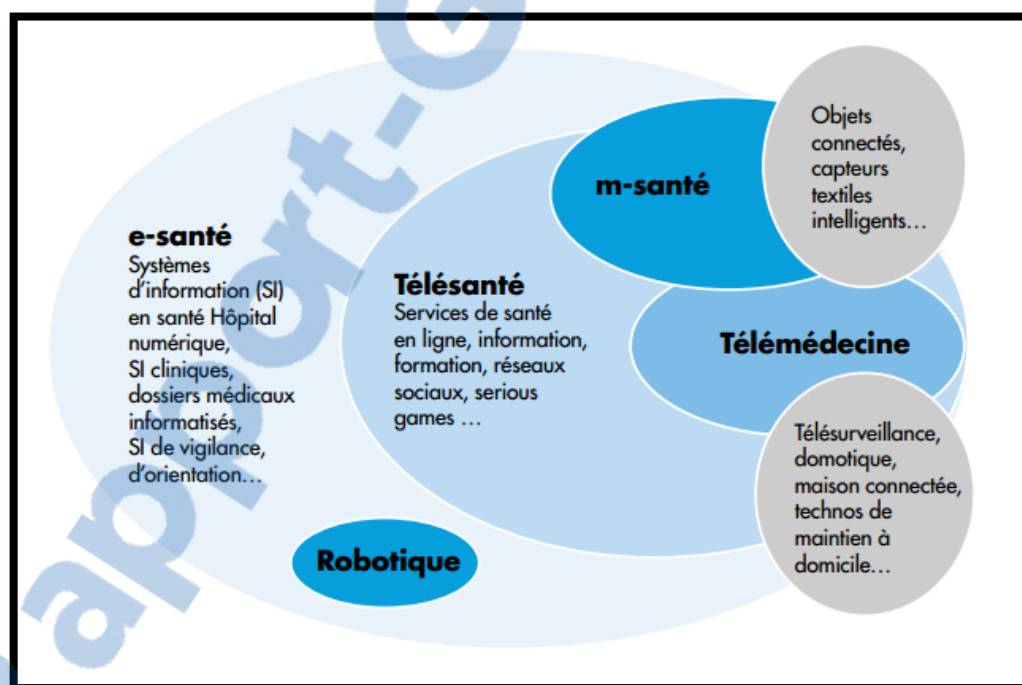 e-santé
Systèmes
d'information (SI)
en santé Hôpital
numérique,
SI cliniques,
dossiers médicaux
informatisés,
SI de vigilance,
d'orientation...
Télésanté
Services de santé
en ligne, information,
formation, réseaux
sociaux, serious
games ...
m-santé
Objets
connectés,
capteurs
textiles
intelligents...
Télémédecine
Télésurveillance,
domotique,
maison connectée,
technos de
maintien à
domicile...
Robotique
apport-G